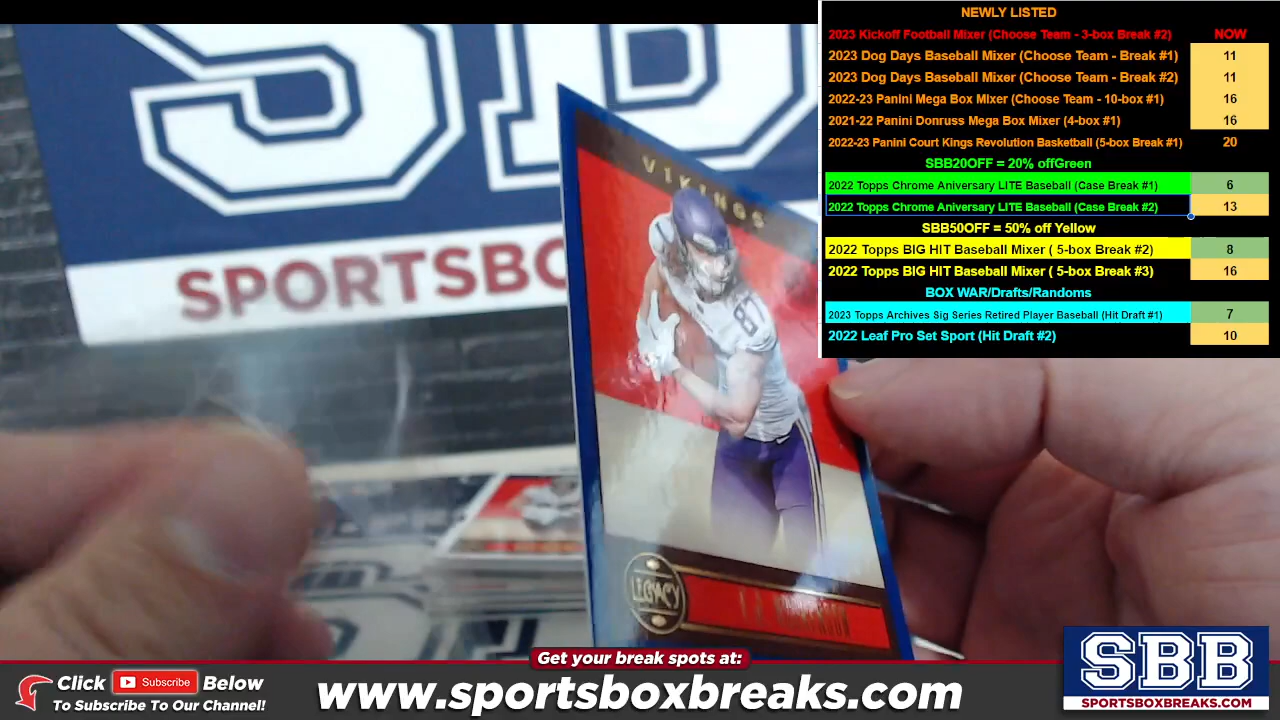 NEWLY LISTED
2023 Kickoff Football Mixer (Choose Team - 3-box Break #2) NOW
2023 Dog Days Baseball Mixer (Choose Team - Break #1) 11
2023 Dog Days Baseball Mixer (Choose Team - Break #2) 11
2022-23 Panini Mega Box Mixer (Choose Team - 10-box #1) 16
2021-22 Panini Donruss Mega Box Mixer (4-box #1) 16
2022-23 Panini Court Kings Revolution Basketball (5-box Break #1) 20
SBB20OFF = 20% offGreen
2022 Topps Chrome Aniversary LITE Baseball (Case Break #1) 6
2022 Topps Chrome Aniversary LITE Baseball (Case Break #2) 13
SBB50OFF = 50% off Yellow
2022 Topps BIG HIT Baseball Mixer ( 5-box Break #2) 8
2022 Topps BIG HIT Baseball Mixer ( 5-box Break #3) 16
BOX WAR/Drafts/Randoms
2023 Topps Archives Sig Series Retired Player Baseball (Hit Draft #1) 7
2022 Leaf Pro Set Sport (Hit Draft #2) 10
SB
SPORTSBO
VIKINGS
87
LEGACY
Get your break spots at:
Click Subscribe Below
To Subscribe To Our Channel!
www.sportsboxbreaks.com
SBB
SPORTSBOXBREAKS.COM